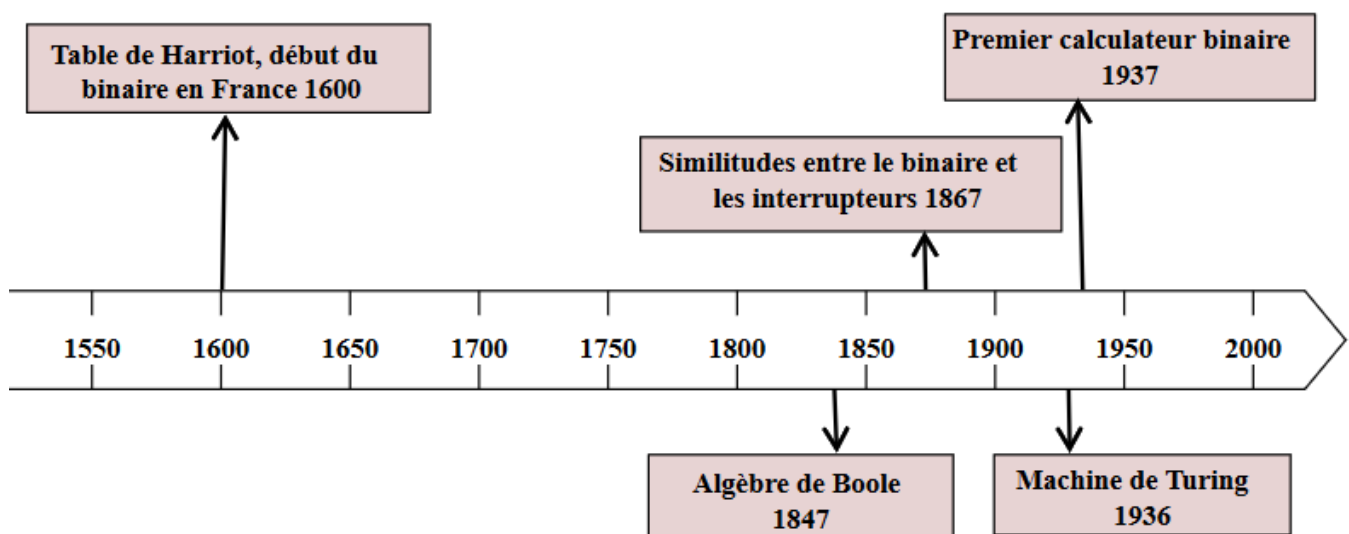 Table de Harriot, début du
binaire en France 1600
Premier calculateur binaire
1937
Similitudes entre le binaire et
les interrupteurs 1867
1550 1600 1650 1700 1750 1800 1850 1900 1950 2000
Algèbre de Boole
1847
Machine de Turing
1936